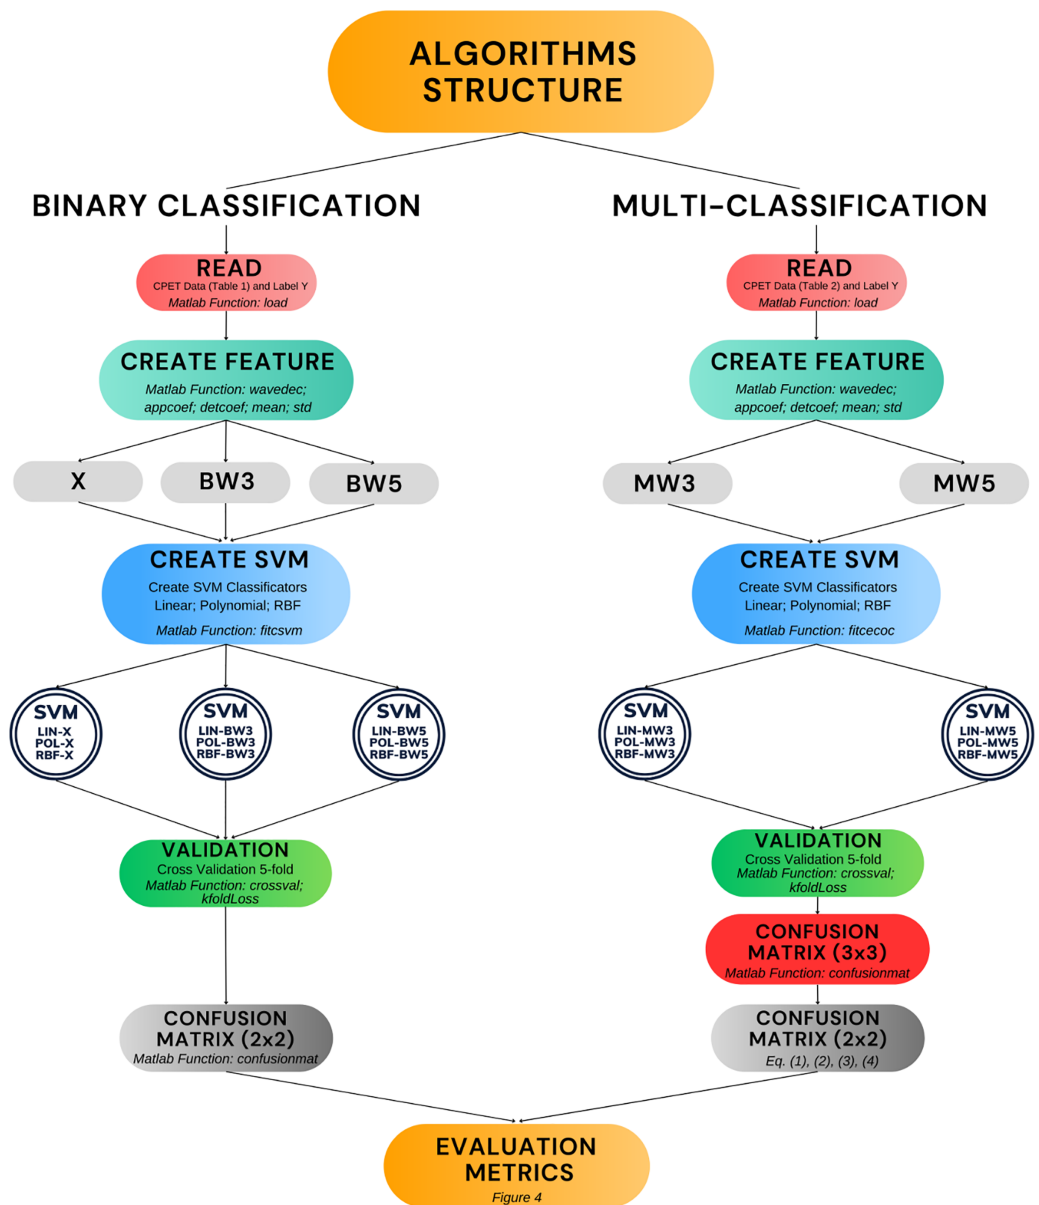 ALGORITHMS
STRUCTURE
BINARY CLASSIFICATION
READ
CPET Data (Table 1) and Label Y
Matlab Function: load
CREATE FEATURE
Matlab Function: wavedec;
appcoef; detcoef; mean; std
X
BW3
BW5
CREATE SVM
Create SVM Classificators
Linear; Polynomial; RBF
Matlab Function: fitcsvm
SVM
LIN-X
POL-X
RBF-X
SVM
LIN-BW3
POL-BW3
RBF-BW3
SVM
LIN-BW5
POL-BW5
RBF-BW5
VALIDATION
Cross Validation 5-fold
Matlab Function: crossval;
kfoldLoss
CONFUSION
MATRIX (2x2)
Matlab Function: confusionmat
MULTI-CLASSIFICATION
READ
CPET Data (Table 2) and Label Y
Matlab Function: load
CREATE FEATURE
Matlab Function: wavedec;
appcoef; detcoef; mean; std
MW3
MW5
CREATE SVM
Create SVM Classificators
Linear; Polynomial; RBF
Matlab Function: fitcecoc
SVM
LIN-MW3
POL-MW3
RBF-MW3
SVM
LIN-MW5
POL-MW5
RBF-MW5
VALIDATION
Cross Validation 5-fold
Matlab Function: crossval;
kfoldLoss
CONFUSION
MATRIX (3x3)
Matlab Function: confusionmat
CONFUSION
MATRIX (2x2)
Eq. (1), (2), (3), (4)
EVALUATION
METRICS
Figure 4